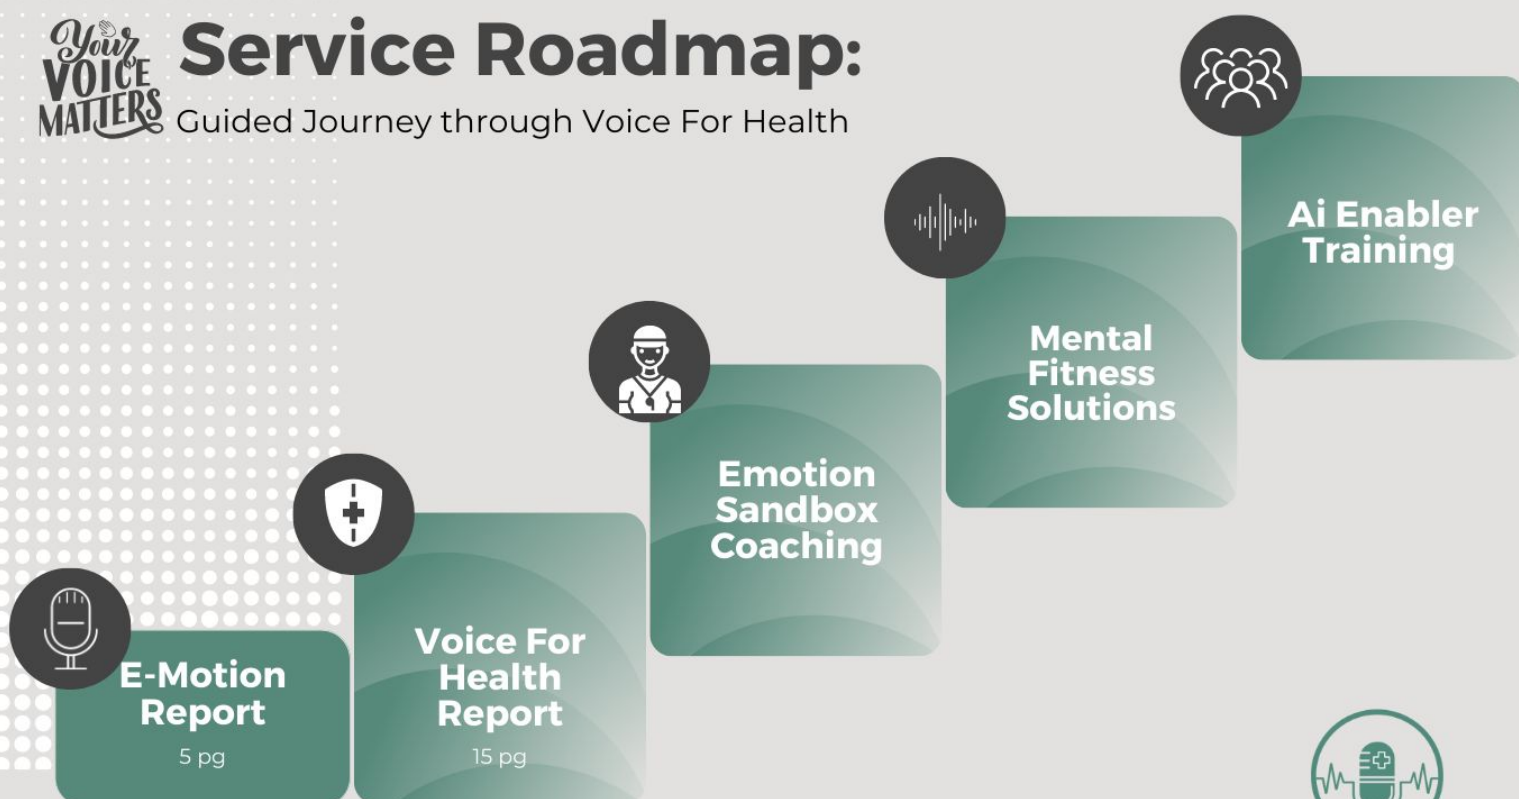 Your
VOICE
MATTERS
Service Roadmap:
Guided Journey through Voice For Health
E-Motion
Report
5 pg
Voice For
Health
Report
15 pg
Emotion
Sandbox
Coaching
Mental
Fitness
Solutions
Ai Enabler
Training